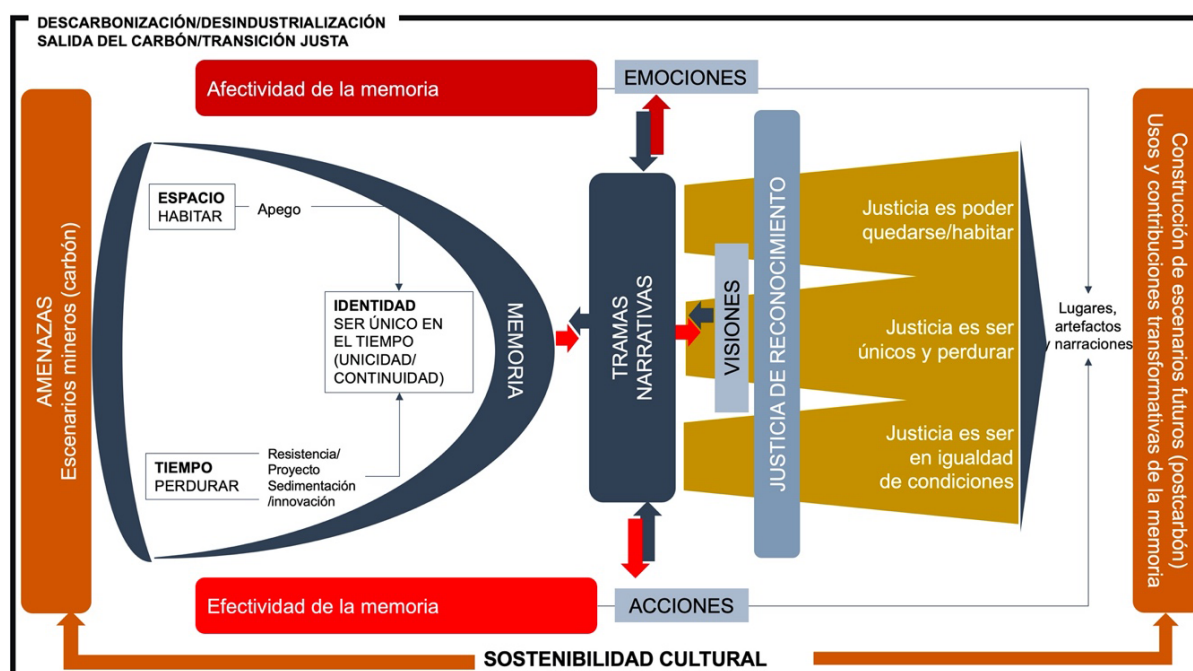 DESCARBONIZACIÓN/DESINDUSTRIALIZACIÓN
SALIDA DEL CARBÓN/TRANSICIÓN JUSTA
Afectividad de la memoria
EMOCIONES
AMENAZAS
Escenarios mineros (carbón)
ESPACIO
HABITAR
Apego
IDENTIDAD
SER ÚNICO EN
EL TIEMPO
(UNICIDAD/
CONTINUIDAD)
TIEMPO
PERDURAR
Resistencia/
Proyecto
Sedimentación
/innovación
MEMORIA
TRAMAS
NARRATIVAS
VISIONES
JUSTICIA DE RECONOCIMIENTO
Justicia es poder
quedarse/habitar
Justicia es ser
únicos y perdurar
Justicia es ser
en igualdad
de condiciones
Lugares,
artefactos
y narraciones
Construcción de escenarios futuros (postcarbón)
Usos y contribuciones transformativas de la memoria
Efectividad de la memoria
ACCIONES
SOSTENIBILIDAD CULTURAL